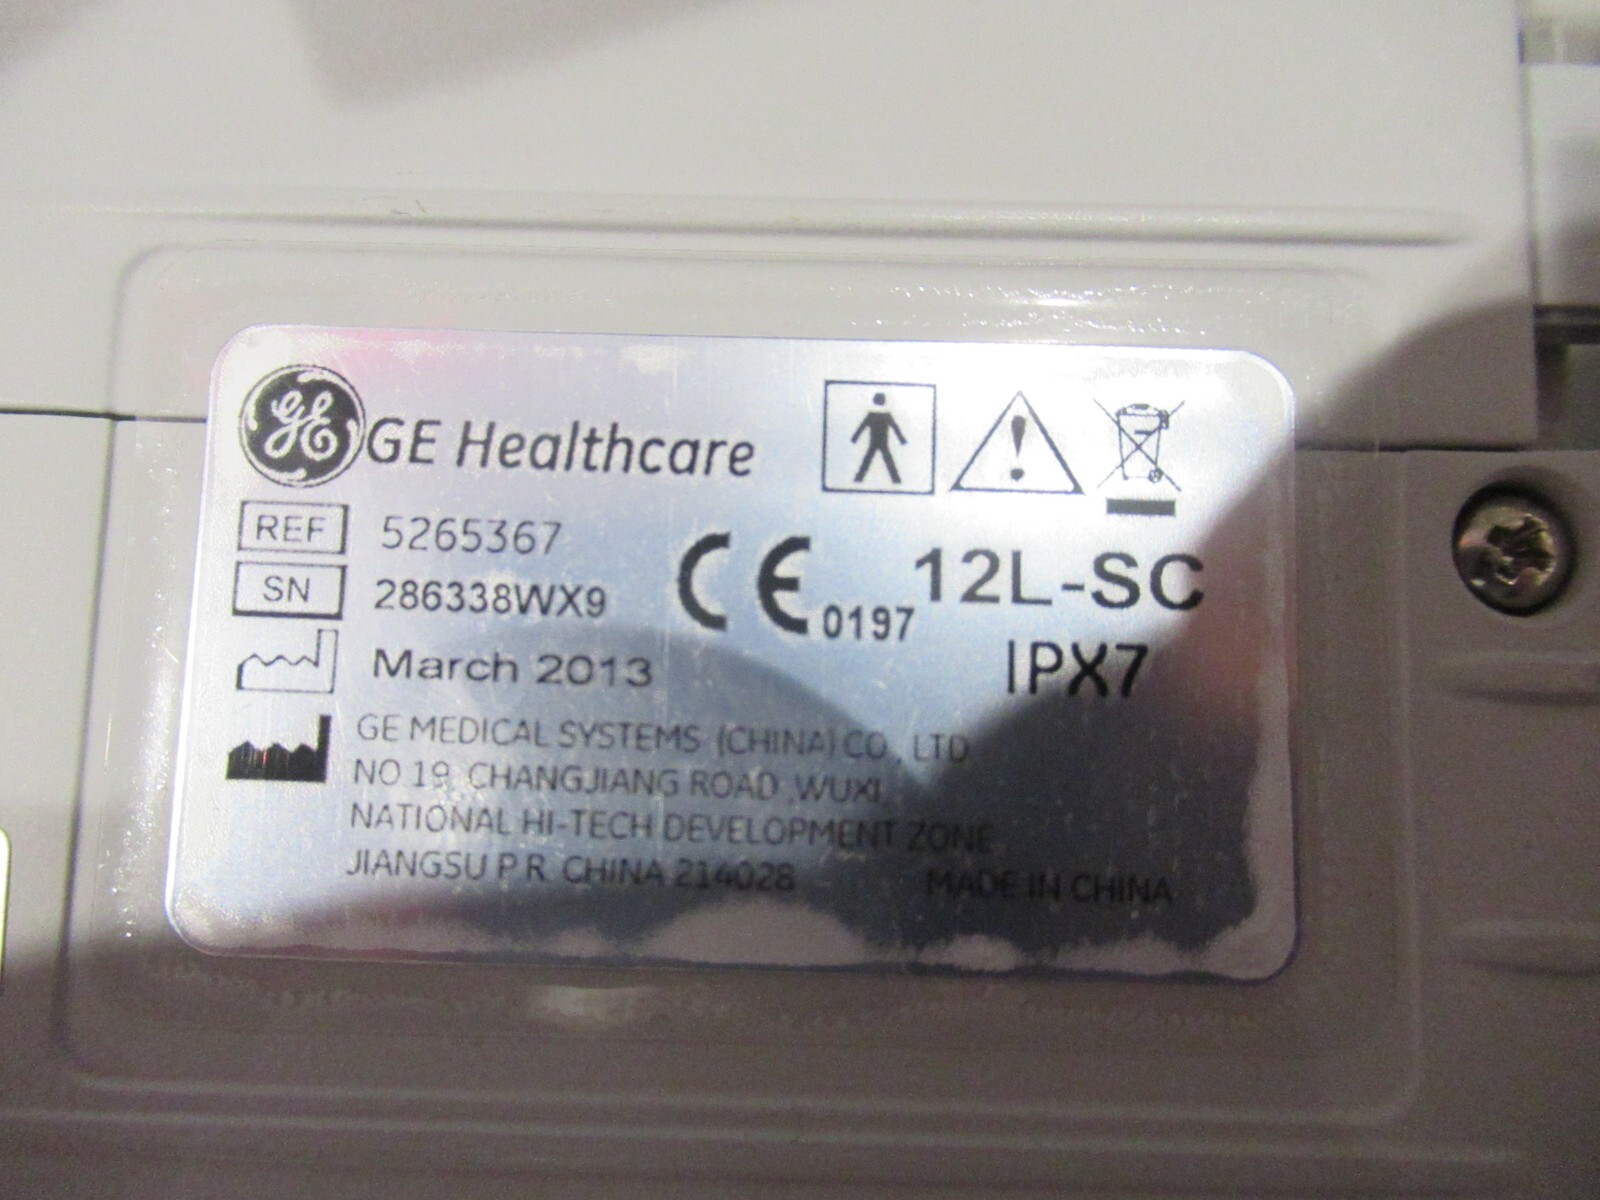 GE GE Healthcare
REF 5265367
SN 286338WX9
CE 0197
12L-SC
IPX7
March 2013
GE MEDICAL SYSTEMS (CHINA) CO., LTD
NO 19, CHANGJIANG ROAD ,WUXI,
NATIONAL HI-TECH DEVELOPMENT ZONE
JIANGSU P R. CHINA 214028
MADE IN CHINA